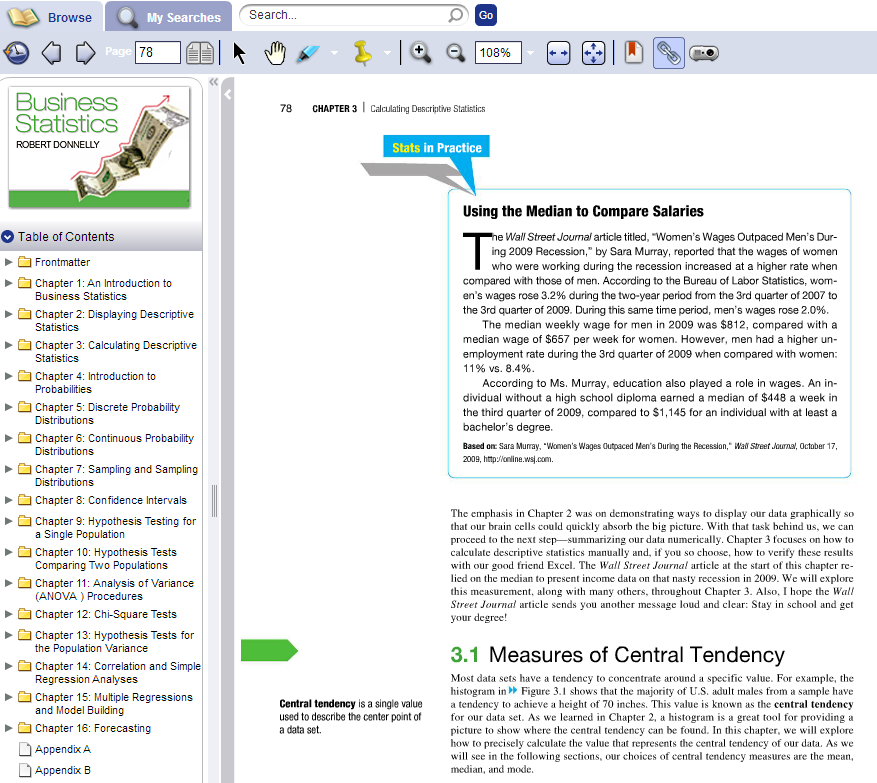 Browse
My Searches
Search...
Go
Page
78
108%
Business
Statistics
ROBERT DONNELLY
Table of Contents
Frontmatter
Chapter 1: An Introduction to
Business Statistics
Chapter 2: Displaying Descriptive
Statistics
Chapter 3: Calculating Descriptive
Statistics
Chapter 4: Introduction to
Probabilities
Chapter 5: Discrete Probability
Distributions
Chapter 6: Continuous Probability
Distributions
Chapter 7: Sampling and Sampling
Distributions
Chapter 8: Confidence Intervals
Chapter 9: Hypothesis Testing for
a Single Population
Chapter 10: Hypothesis Tests
Comparing Two Populations
Chapter 11: Analysis of Variance
(ANOVA ) Procedures
Chapter 12: Chi-Square Tests
Chapter 13: Hypothesis Tests for
the Population Variance
Chapter 14: Correlation and Simple
Regression Analyses
Chapter 15: Multiple Regressions
and Model Building
Chapter 16: Forecasting
Appendix A
Appendix B
78 CHAPTER 3 | Calculating Descriptive Statistics
Stats in Practice
Using the Median to Compare Salaries
The Wall Street Journal article titled, “Women’s Wages Outpaced Men’s Dur-
ing 2009 Recession,” by Sara Murray, reported that the wages of women
who were working during the recession increased at a higher rate when
compared with those of men. According to the Bureau of Labor Statistics, wom-
en’s wages rose 3.2% during the two-year period from the 3rd quarter of 2007 to
the 3rd quarter of 2009. During this same time period, men’s wages rose 2.0%.
The median weekly wage for men in 2009 was $812, compared with a
median wage of $657 per week for women. However, men had a higher un-
employment rate during the 3rd quarter of 2009 when compared with women:
11% vs. 8.4%.
According to Ms. Murray, education also played a role in wages. An in-
dividual without a high school diploma earned a median of $448 a week in
the third quarter of 2009, compared to $1,145 for an individual with at least a
bachelor’s degree.
Based on: Sara Murray, “Women’s Wages Outpaced Men’s During the Recession,” Wall Street Journal, October 17,
2009, http://online.wsj.com.
The emphasis in Chapter 2 was on demonstrating ways to display our data graphically so
that our brain cells could quickly absorb the big picture. With that task behind us, we can
proceed to the next step—summarizing our data numerically. Chapter 3 focuses on how to
calculate descriptive statistics manually and, if you so choose, how to verify these results
with our good friend Excel. The Wall Street Journal article at the start of this chapter re-
lied on the median to present income data on that nasty recession in 2009. We will explore
this measurement, along with many others, throughout Chapter 3. Also, I hope the Wall
Street Journal article sends you another message loud and clear: Stay in school and get
your degree!
3.1 Measures of Central Tendency
Most data sets have a tendency to concentrate around a specific value. For example, the
histogram in Figure 3.1 shows that the majority of U.S. adult males from a sample have
a tendency to achieve a height of 70 inches. This value is known as the central tendency
for our data set. As we learned in Chapter 2, a histogram is a great tool for providing a
picture to show where the central tendency can be found. In this chapter, we will explore
how to precisely calculate the value that represents the central tendency of our data. As we
will see in the following sections, our choices of central tendency measures are the mean,
median, and mode.
Central tendency is a single value
used to describe the center point of
a data set.